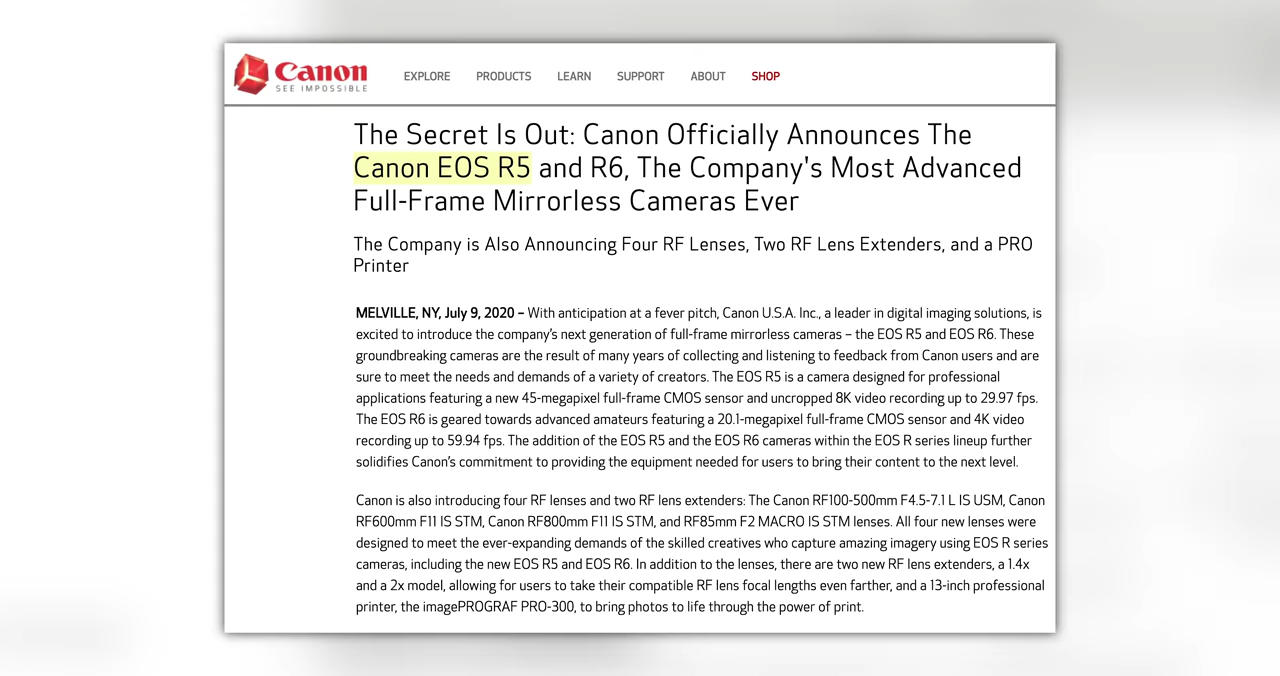 Canon
SEE IMPOSSIBLE
EXPLORE PRODUCTS LEARN SUPPORT ABOUT SHOP
The Secret Is Out: Canon Officially Announces The
Canon EOS R5 and R6, The Company's Most Advanced
Full-Frame Mirrorless Cameras Ever
The Company is Also Announcing Four RF Lenses, Two RF Lens Extenders, and a PRO
Printer
MELVILLE, NY, July 9, 2020 – With anticipation at a fever pitch, Canon U.S.A. Inc., a leader in digital imaging solutions, is
excited to introduce the company's next generation of full-frame mirrorless cameras – the EOS R5 and EOS R6. These
groundbreaking cameras are the result of many years of collecting and listening to feedback from Canon users and are
sure to meet the needs and demands of a variety of creators. The EOS R5 is a camera designed for professional
applications featuring a new 45-megapixel full-frame CMOS sensor and uncropped 8K video recording up to 29.97 fps.
The EOS R6 is geared towards advanced amateurs featuring a 20.1-megapixel full-frame CMOS sensor and 4K video
recording up to 59.94 fps. The addition of the EOS R5 and the EOS R6 cameras within the EOS R series lineup further
solidifies Canon's commitment to providing the equipment needed for users to bring their content to the next level.
Canon is also introducing four RF lenses and two RF lens extenders: The Canon RF100-500mm F4.5-7.1 L IS USM, Canon
RF600mm F11 IS STM, Canon RF800mm F11 IS STM, and RF85mm F2 MACRO IS STM lenses. All four new lenses were
designed to meet the ever-expanding demands of the skilled creatives who capture amazing imagery using EOS R series
cameras, including the new EOS R5 and EOS R6. In addition to the lenses, there are two new RF lens extenders, a 1.4x
and a 2x model, allowing for users to take their compatible RF lens focal lengths even farther, and a 13-inch professional
printer, the imagePROGRAF PRO-300, to bring photos to life through the power of print.